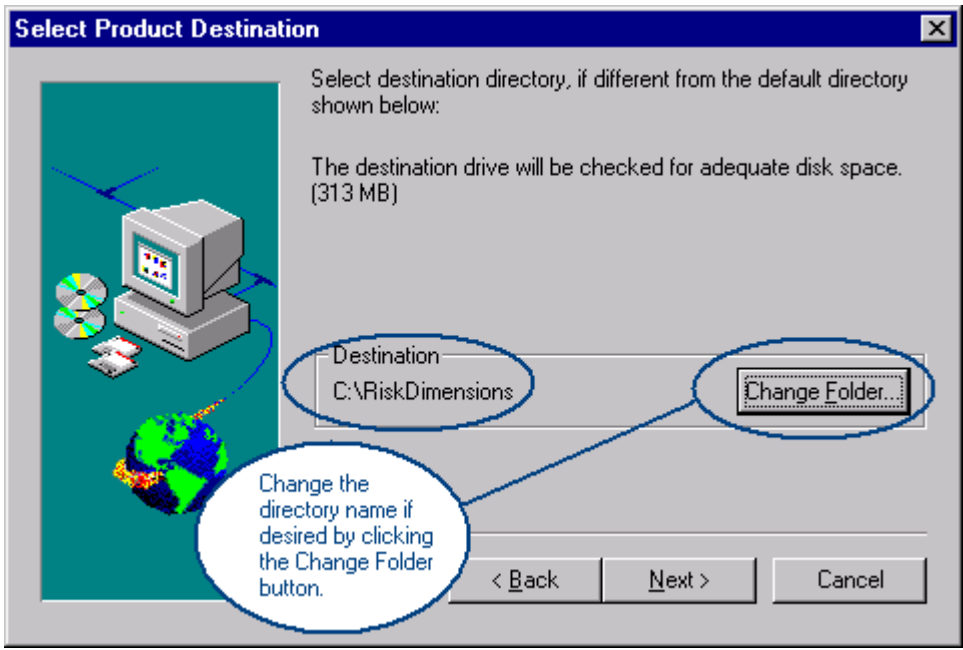 Select Product Destination
Select destination directory, if different from the default directory
shown below:
The destination drive will be checked for adequate disk space.
(313 MB)
Destination
C:\RiskDimensions
Change Folder...
Change the
directory name if
desired by clicking
the Change Folder
button.
< Back
Next >
Cancel